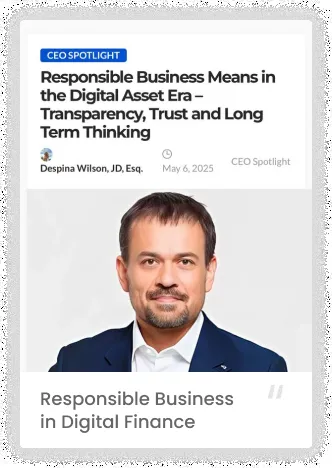 CEO SPOTLIGHT
Responsible Business Means in
the Digital Asset Era –
Transparency, Trust and Long
Term Thinking
Despina Wilson, JD, Esq.
May 6, 2025
CEO Spotlight
Responsible Business
in Digital Finance
"